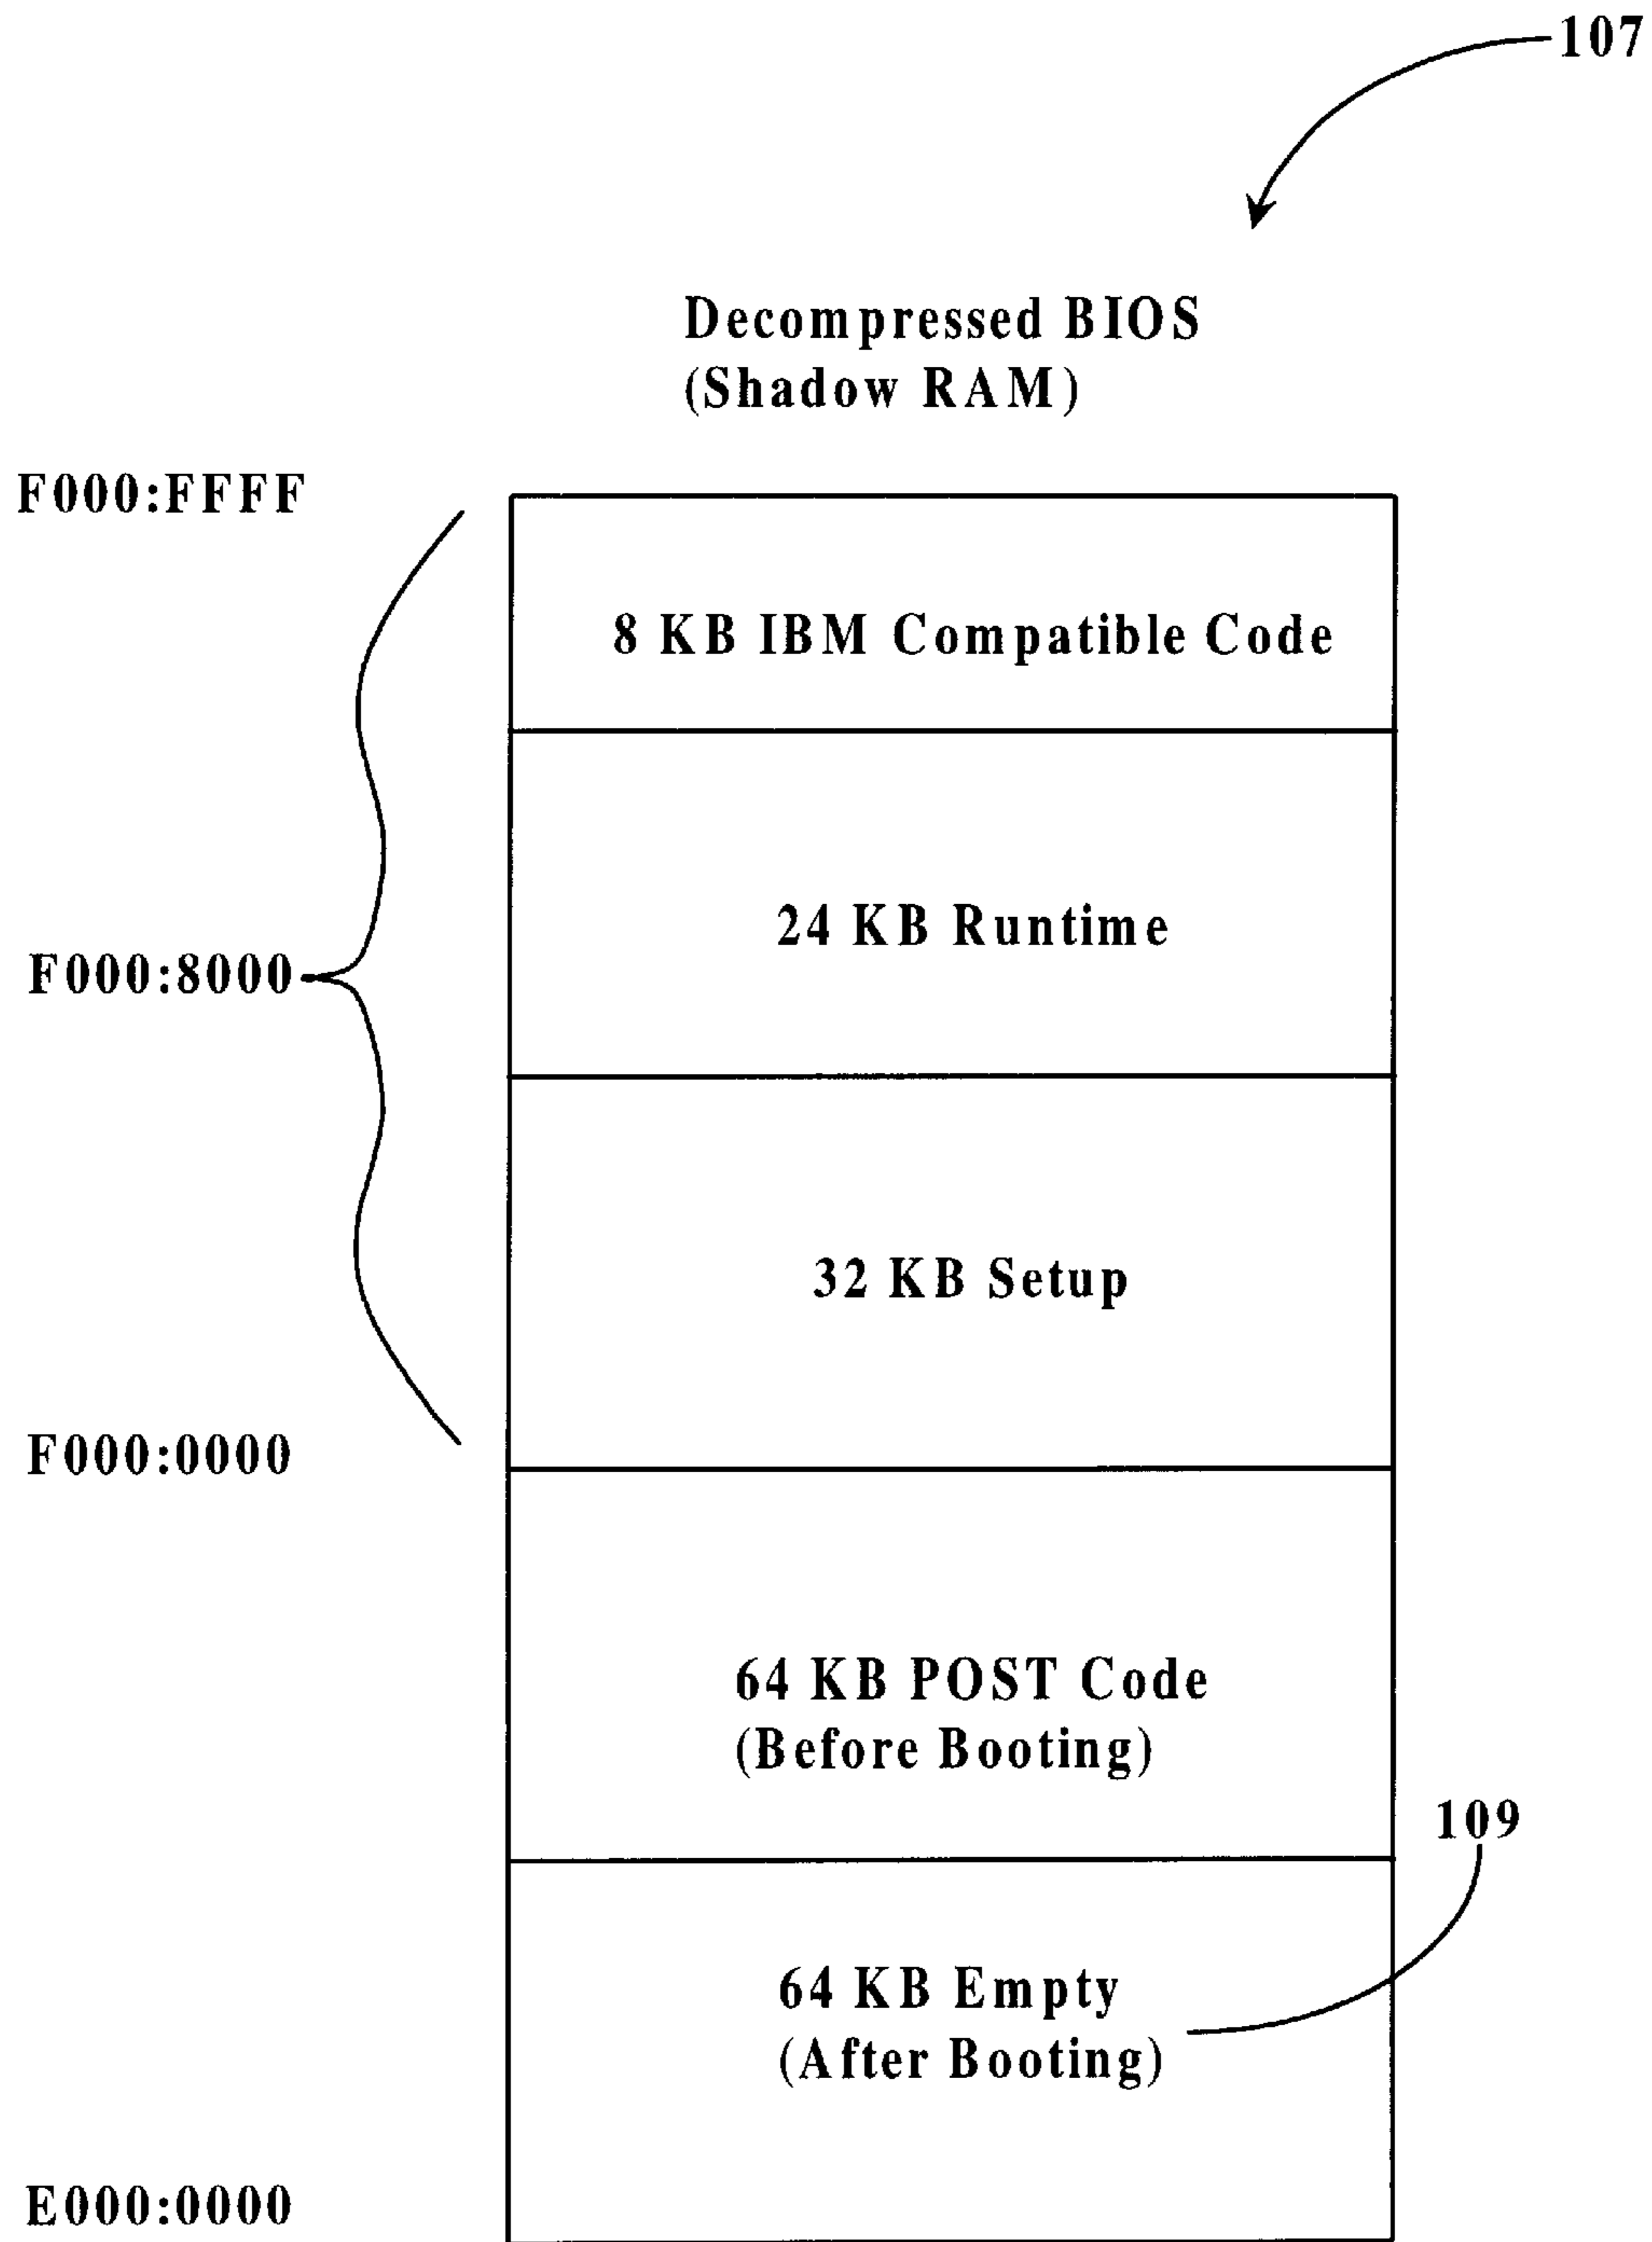 107
Decompressed BIOS
(Shadow RAM)
F000:FFFF
8 KB IBM Compatible Code
24 KB Runtime
F000:8000
32 KB Setup
F000:0000
64 KB POST Code
(Before Booting)
109
64 KB Empty
(After Booting)
E000:0000